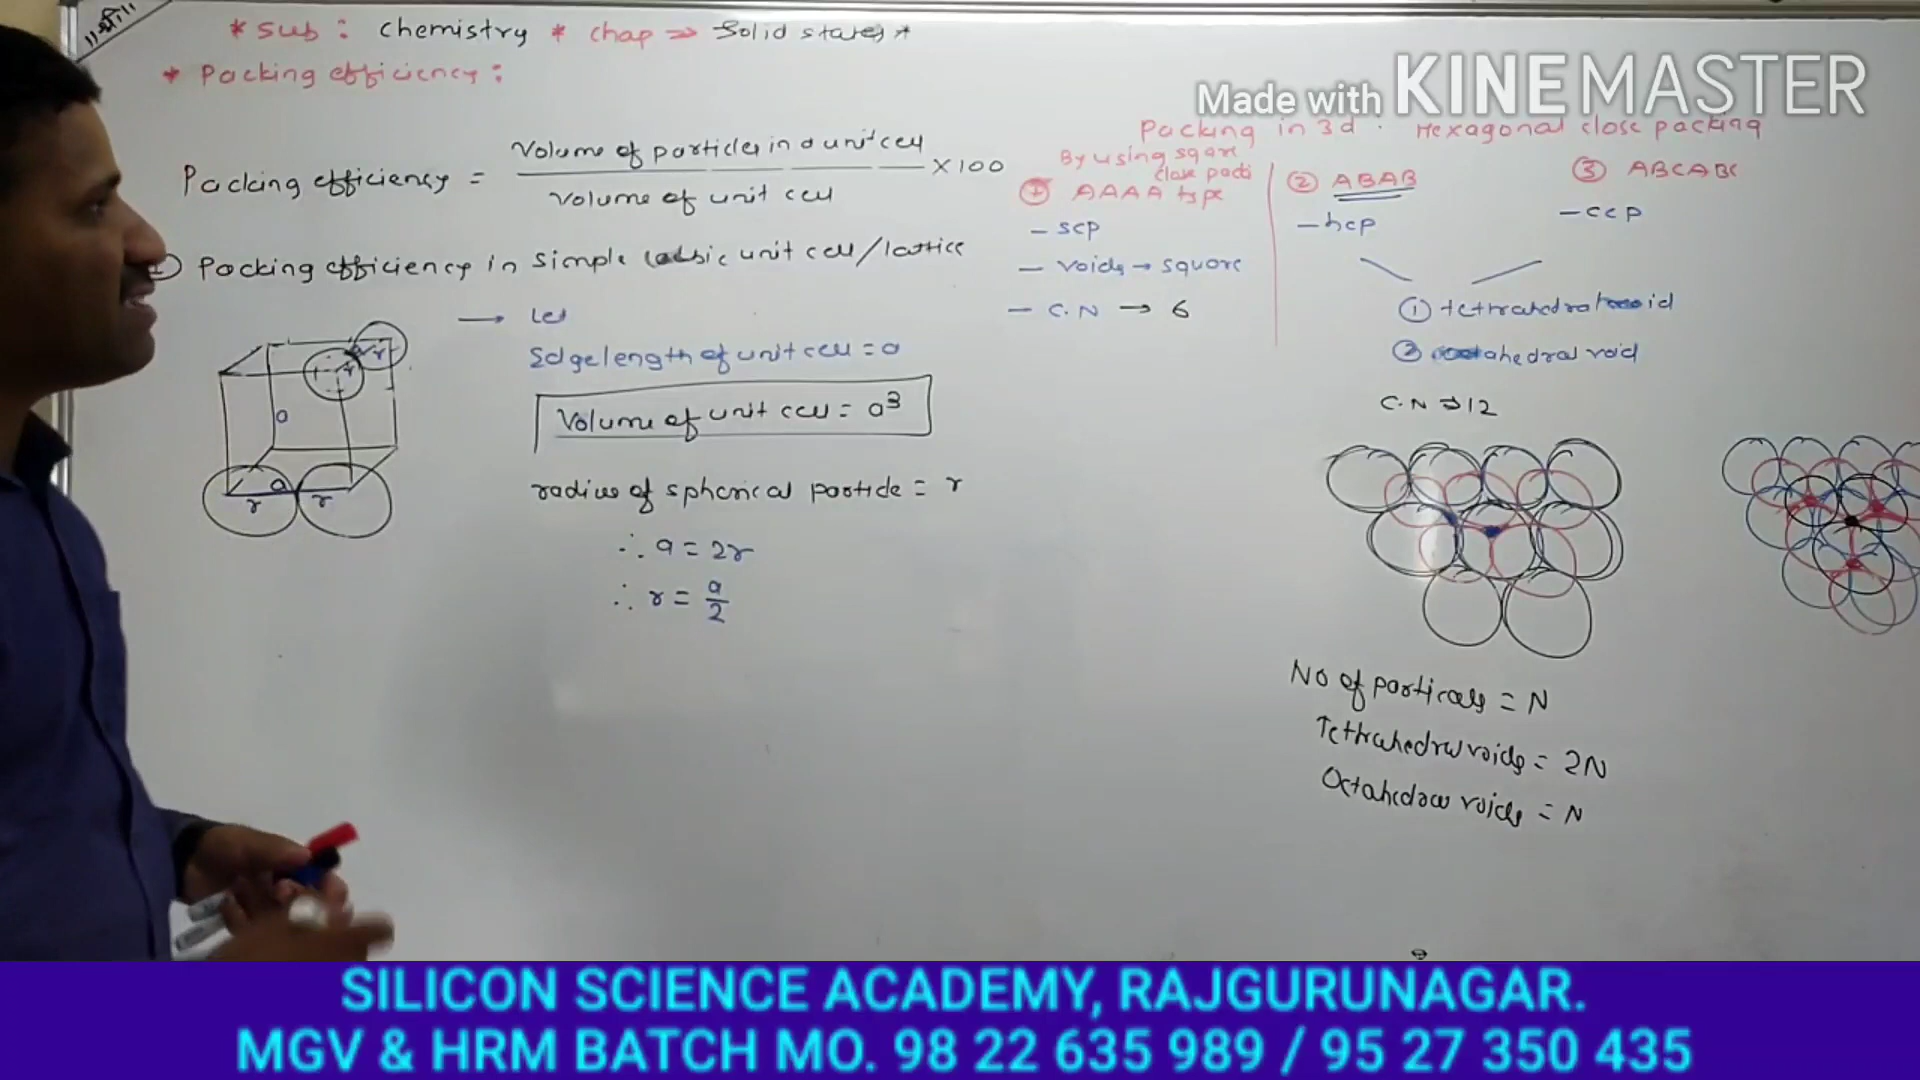 ॥श्री॥
* Sub : chemistry * chap ⇒ Solid states *
* Packing efficiency :
Packing efficiency = Volume of particles in a unit cell / Volume of unit cell × 100
① Packing efficiency in simple cubic unit cell / lattice
→ Let
Edge length of unit cell = a
Volume of unit cell = a³
radius of spherical particle = r
∴ a = 2r
∴ r = a/2
a
a
r r
r r
Made with KINEMASTER
Packing in 3d : Hexagonal close packing
By using sqare
close packi
① AAAA type
- scp
- voids → square
- C.N → 6
② ABAB
- hcp
③ ABCABC
- ccp
① tetrahedral void
② octahedral void
C.N ⇒ 12
No of particals = N
Tetrahedral voids = 2N
Octahedral voids = N
SILICON SCIENCE ACADEMY, RAJGURUNAGAR.
MGV & HRM BATCH MO. 98 22 635 989 / 95 27 350 435